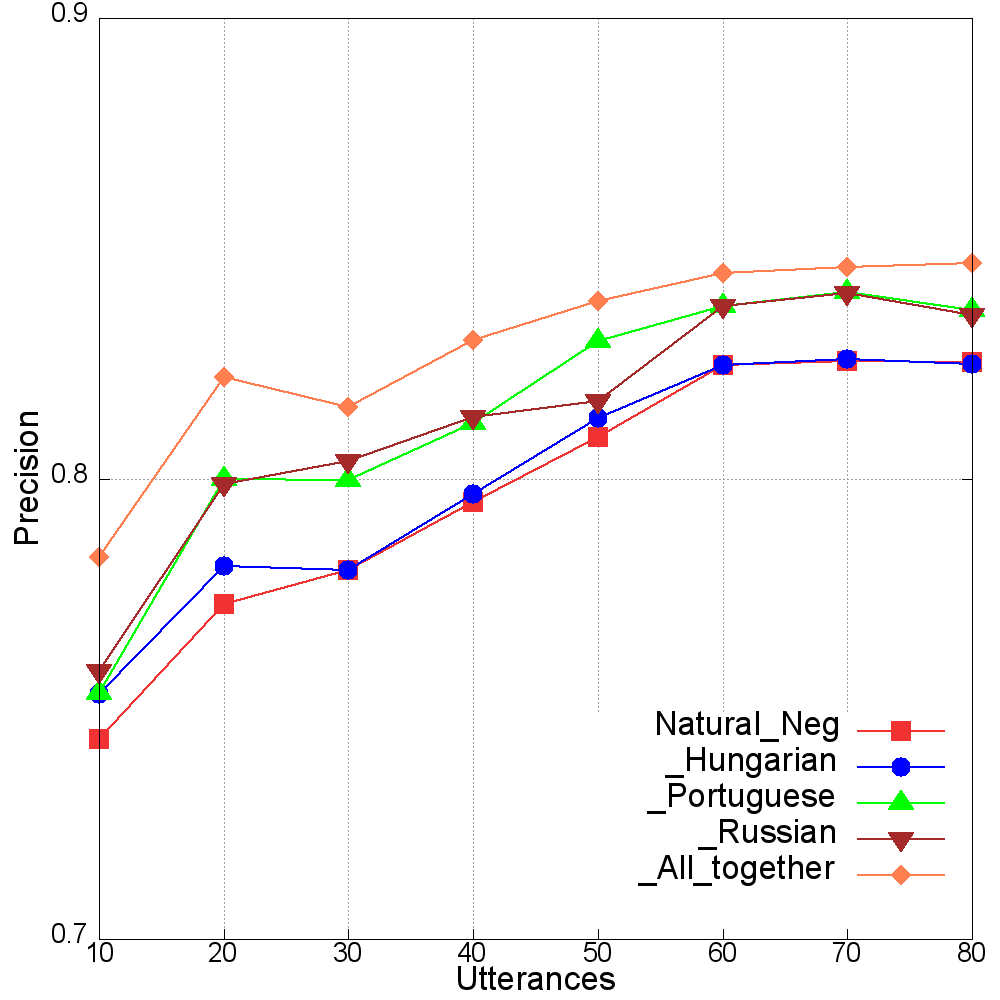 0.9
0.8
0.7
Precision
Natural_Neg
_Hungarian
_Portuguese
_Russian
_All_together
10 20 30 40 50 60 70 80
Utterances